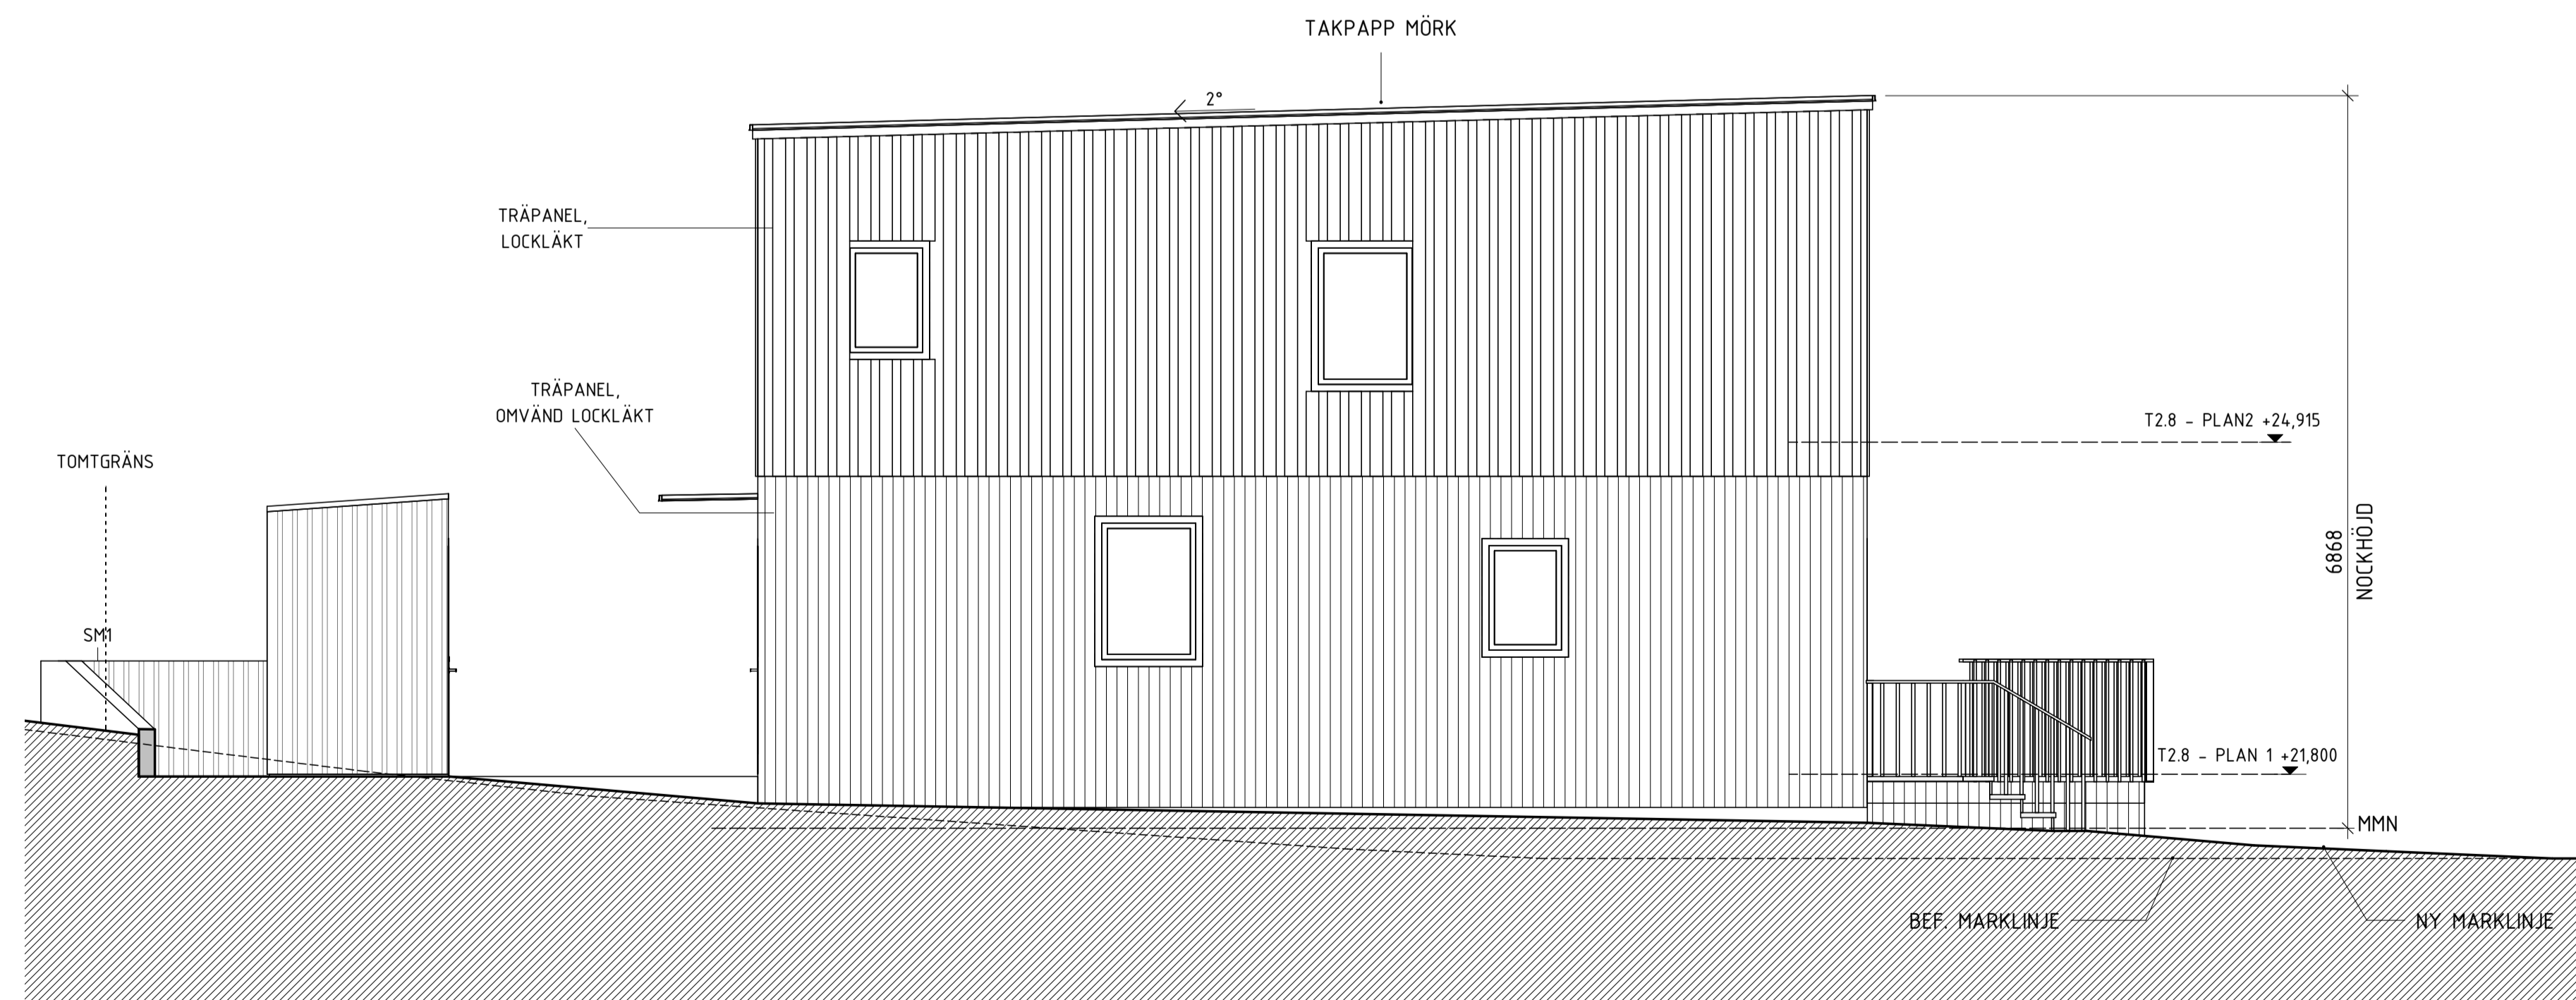 TAKPAPP MÖRK
2°
TRÄPANEL,
LOCKLÄKT
TRÄPANEL,
OMVÄND LOCKLÄKT
T2.8 - PLAN2 +24,915
TOMTGRÄNS
6868
NOCKHÖJD
SM1
T2.8 - PLAN 1 +21,800
MMN
BEF. MARKLINJE
NY MARKLINJE